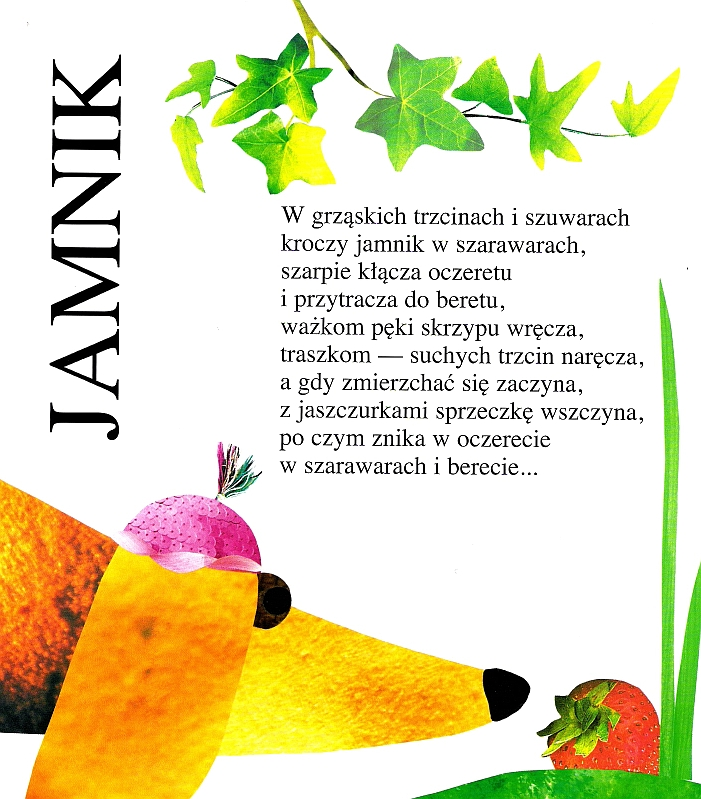 JAMNIK
W grząskich trzcinach i szuwarach
kroczy jamnik w szarawarach,
szarpie kłącza oczeretu
i przytracza do beretu,
ważkom pęki skrzypu wręcza,
traszkom — suchych trzcin naręcza,
a gdy zmierzchać się zaczyna,
z jaszczurkami sprzeczkę wszczyna,
po czym znika w oczerecie
w szarawarach i berecie...